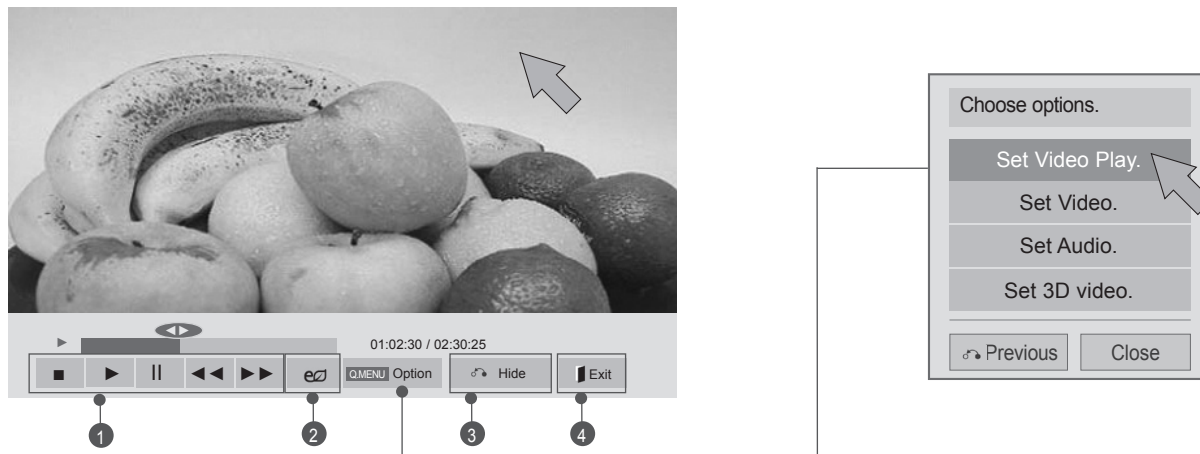 01:02:30 / 02:30:25
Q.MENU Option
Hide
Exit
1
2
3
4
Choose options.
Set Video Play.
Set Video.
Set Audio.
Set 3D video.
Previous
Close